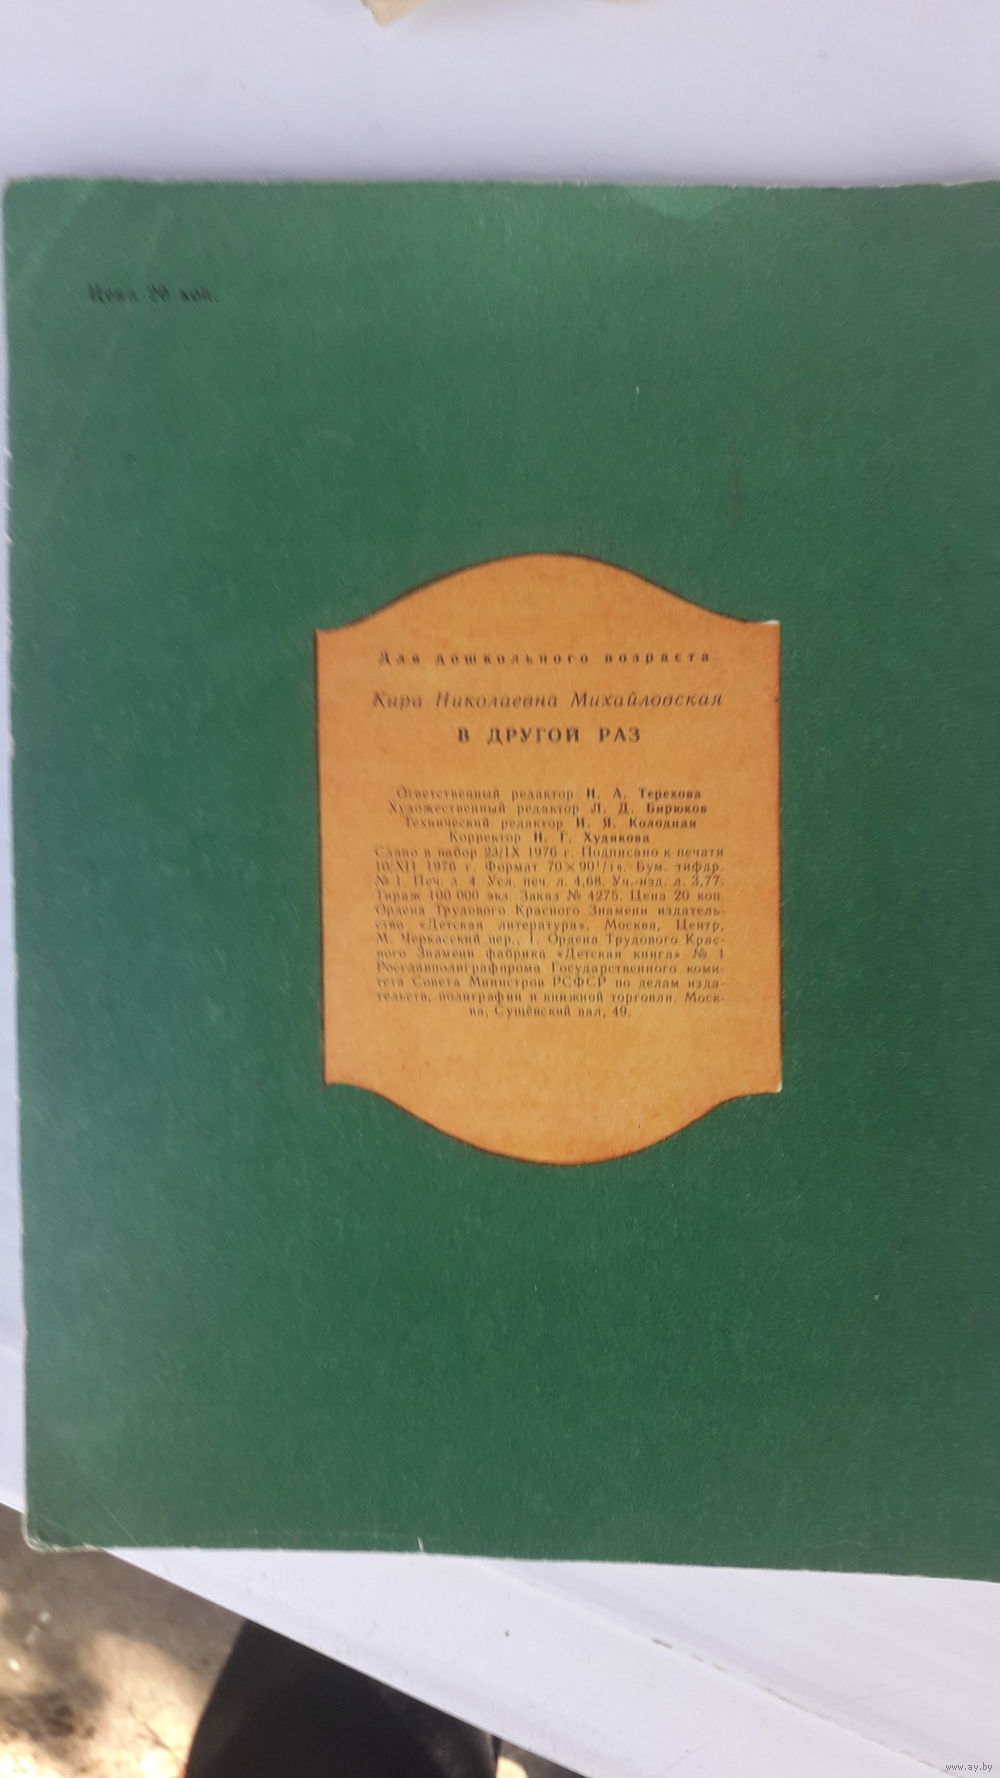 Цена 20 коп.
Для дошкольного возраста
Кира Николаевна Михайловская
В ДРУГОЙ РАЗ
Ответственный редактор Н. А. Терехова
Художественный редактор Л. Д. Бирюков
Технический редактор И. Я. Колодная
Корректор Н. Г. Худякова
Сдано в набор 23/IX 1976 г. Подписано к печати
10/XII 1976 г. Формат 70×90¹/₁₆. Бум. тифдр.
№ 1. Печ. л. 4. Усл. печ. л. 4,68. Уч.-изд. л. 3,77.
Тираж 100 000 экз. Заказ № 4275. Цена 20 коп.
Ордена Трудового Красного Знамени издатель-
ство «Детская литература», Москва, Центр,
М. Черкасский пер., 1. Ордена Трудового Крас-
ного Знамени фабрика «Детская книга» № 1
Росглавполиграфпрома Государственного коми-
тета Совета Министров РСФСР по делам изда-
тельств, полиграфии и книжной торговли. Моск-
ва, Сущёвский вал, 49.
www.ay.by